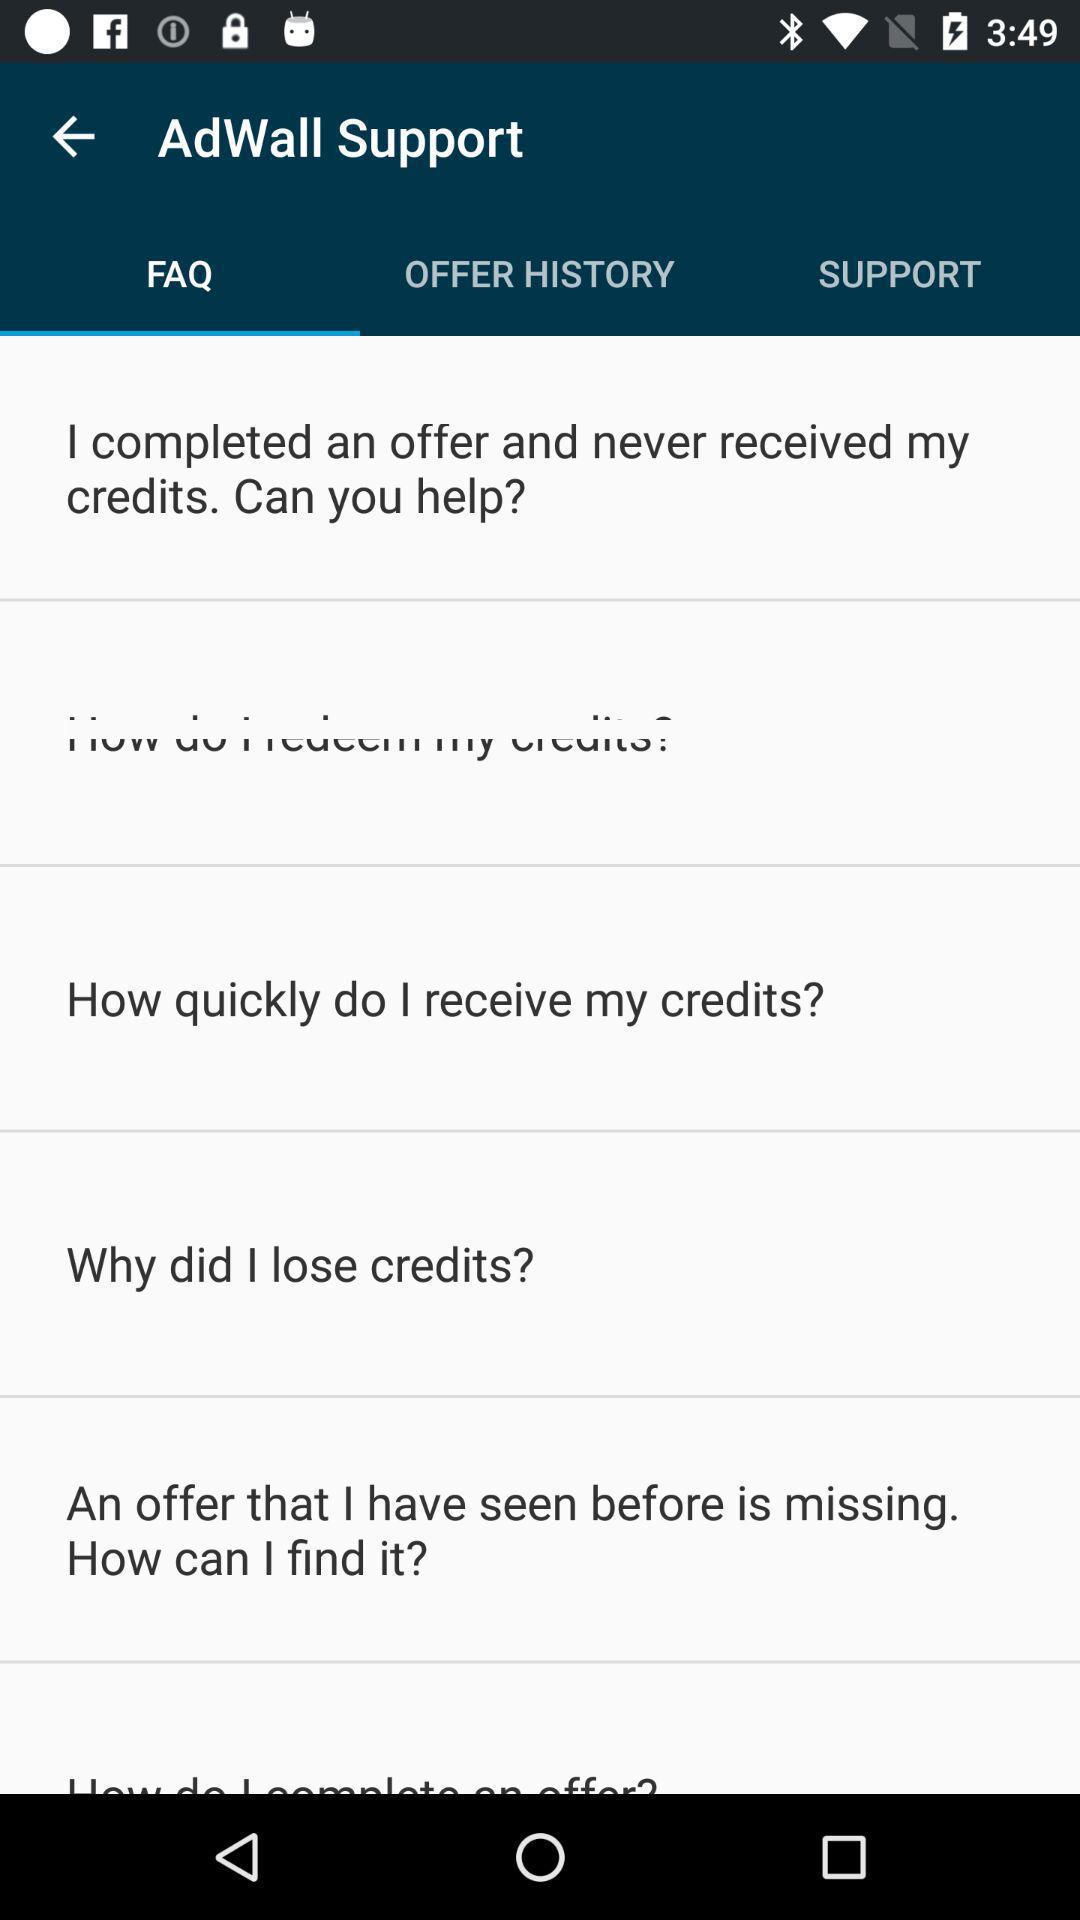 3:49
AdWall Support
FAQ
OFFER HISTORY
SUPPORT
I completed an offer and never received my
credits. Can you help?
How do I redeem my credits?
How quickly do I receive my credits?
Why did I lose credits?
An offer that I have seen before is missing.
How can I find it?
How do I complete an offer?